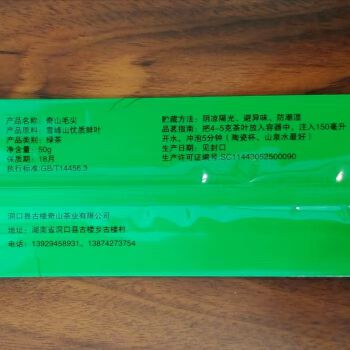 产品名称：奇山毛尖
产品原料：雪峰山优质鲜叶
产品类别：绿茶
净含量：50g
保质期：18月
执行标准:GB/T14456.3
贮藏方法：阴凉隔光、避异味、防潮湿
品茗指南：把4-5克茶叶放入容器中，注入150毫升
开水，冲泡5分钟（陶瓷杯、山泉水最好）
生产日期：见封口
生产许可证编号:SC11443052500090
洞口县古楼奇山茶业有限公司
地址：湖南省洞口县古楼乡古楼村
电话：13929458931、13874273754